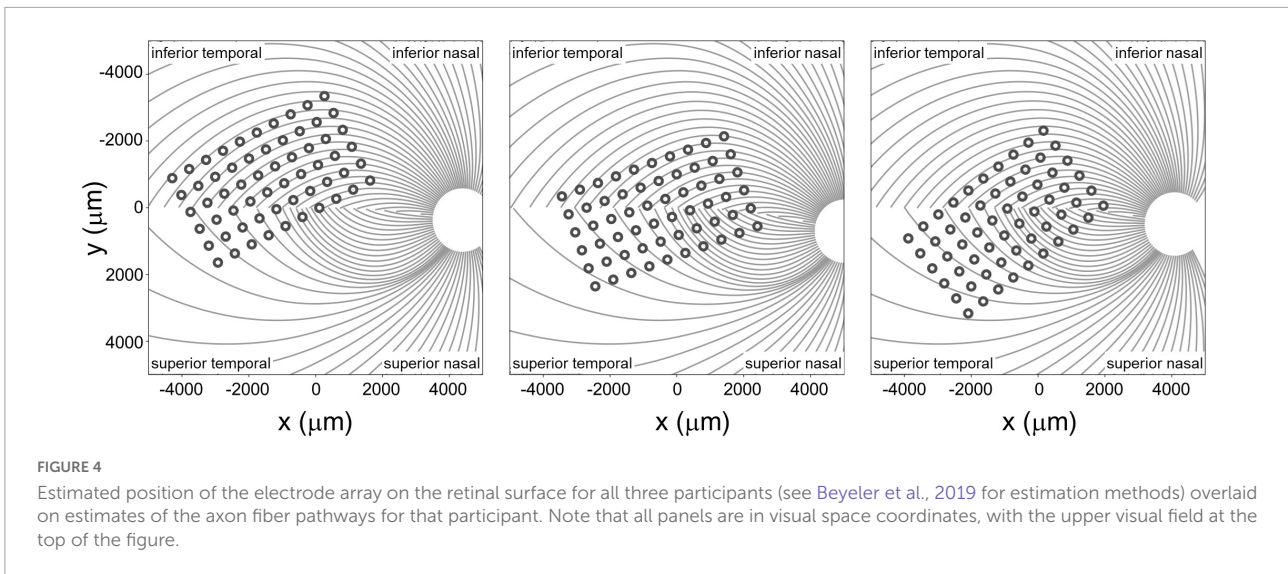 inferior temporal inferior nasal inferior temporal inferior nasal inferior temporal inferior nasal
-4000
-2000
0
2000
4000
y (μm)
superior temporal superior nasal superior temporal superior nasal superior temporal superior nasal
-4000 -2000 0 2000 4000 -4000 -2000 0 2000 4000 -4000 -2000 0 2000 4000
x (μm) x (μm) x (μm)
FIGURE 4
Estimated position of the electrode array on the retinal surface for all three participants (see Beyeler et al., 2019 for estimation methods) overlaid
on estimates of the axon fiber pathways for that participant. Note that all panels are in visual space coordinates, with the upper visual field at the
top of the figure.